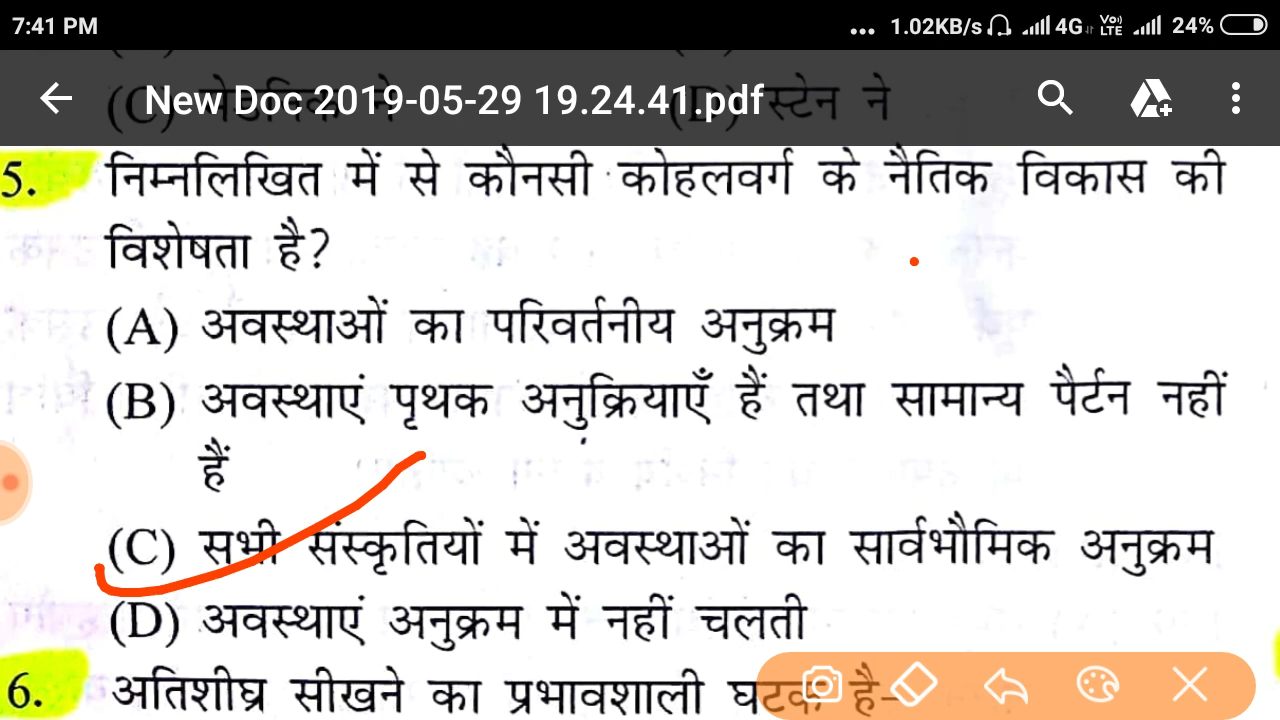 7:41 PM
... 1.02KB/s 4G Vo) LTE 24%
New Doc 2019-05-29 19.24.41.pdf
(C) ने (D) स्टेन ने
5. निम्नलिखित में से कौनसी कोहलवर्ग के नैतिक विकास की
विशेषता है?
(A) अवस्थाओं का परिवर्तनीय अनुक्रम
(B) अवस्थाएं पृथक अनुक्रियाएँ हैं तथा सामान्य पैर्टन नहीं
हैं
(C) सभी संस्कृतियों में अवस्थाओं का सार्वभौमिक अनुक्रम
(D) अवस्थाएं अनुक्रम में नहीं चलती
6. अतिशीघ्र सीखने का प्रभावशाली घटक है-